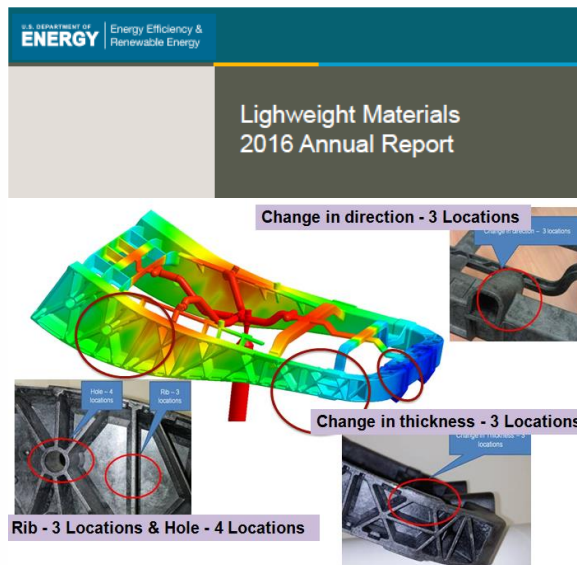 U.S. DEPARTMENT OF
ENERGY
Energy Efficiency &
Renewable Energy
Lighweight Materials
2016 Annual Report
Change in direction - 3 Locations
Change in direction – 3
locations
Hole – 4
locations
Rib – 3
locations
Change in thickness - 3 Locations
Change in Thickness – 3
locations
Rib - 3 Locations & Hole - 4 Locations